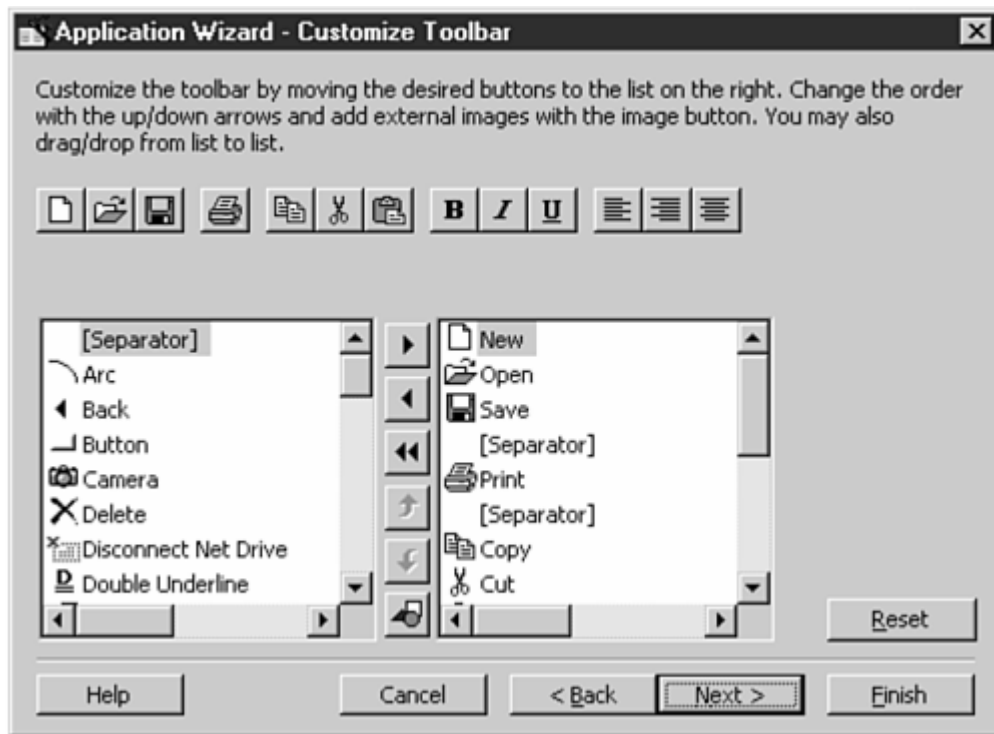 Application Wizard - Customize Toolbar
Customize the toolbar by moving the desired buttons to the list on the right. Change the order
with the up/down arrows and add external images with the image button. You may also
drag/drop from list to list.
B I U
[Separator]
Arc
Back
Button
Camera
Delete
Disconnect Net Drive
D Double Underline
New
Open
Save
[Separator]
Print
[Separator]
Copy
Cut
Reset
Help
Cancel
< Back
Next >
Finish